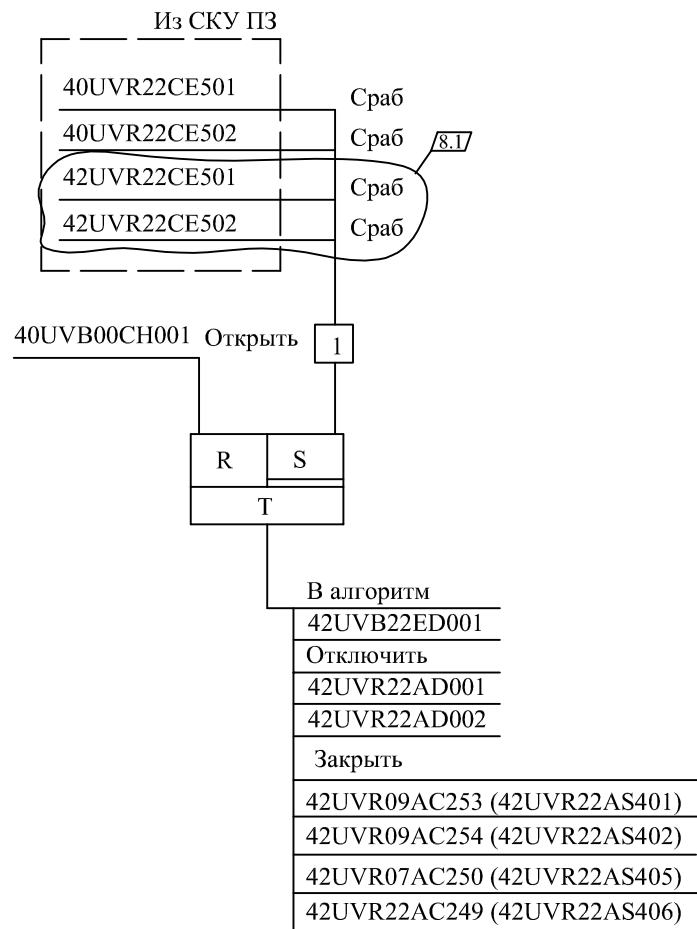 Из СКУ ПЗ
40UVR22CE501 Сраб
40UVR22CE502 Сраб
8.1
42UVR22CE501 Сраб
42UVR22CE502 Сраб
40UVB00CH001 Открыть 1
R S
T
В алгоритм
42UVB22ED001
Отключить
42UVR22AD001
42UVR22AD002
Закрыть
42UVR09AC253 (42UVR22AS401)
42UVR09AC254 (42UVR22AS402)
42UVR07AC250 (42UVR22AS405)
42UVR22AC249 (42UVR22AS406)